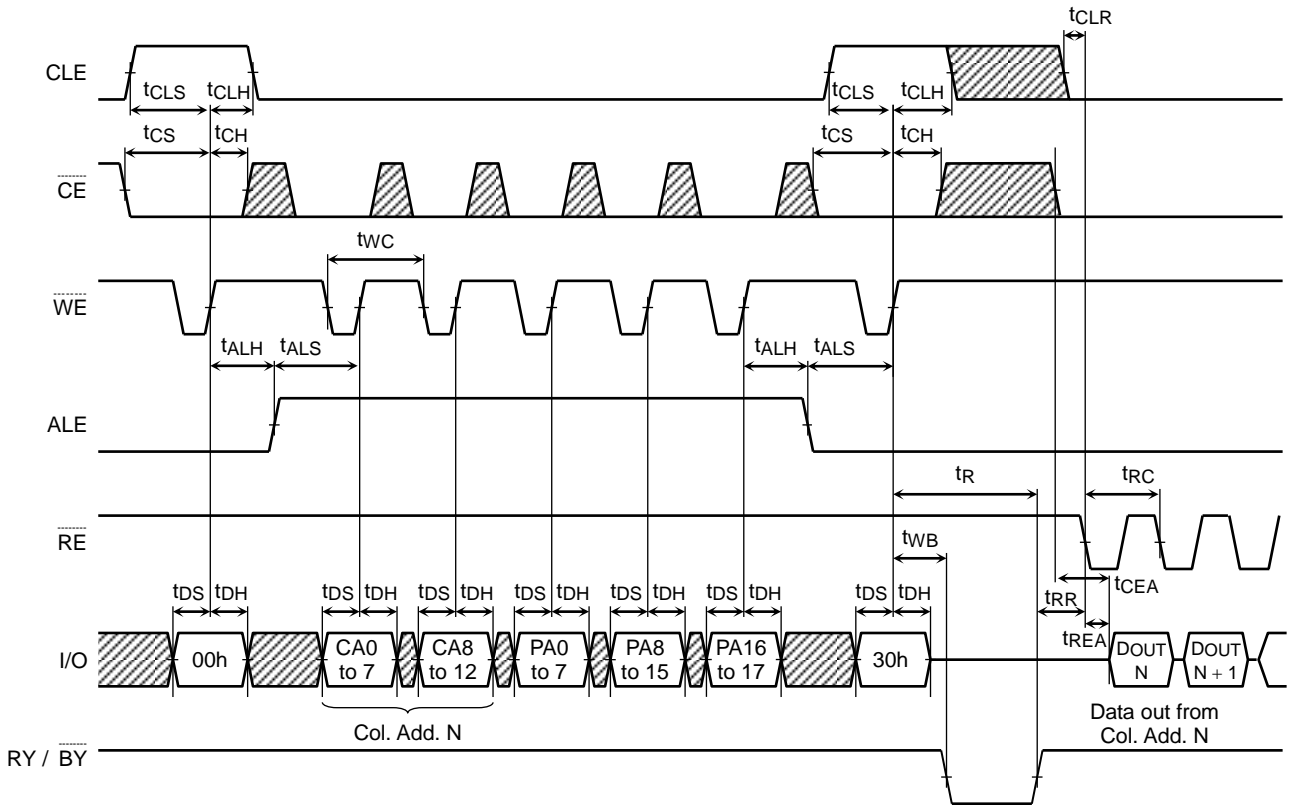 tCLR
CLE
tCLS tCLH tCLS tCLH
tCS tCH tCS tCH
CE
tWC
WE
tALH tALS tALH tALS
ALE
tR tRC
RE
tWB
tDS tDH tDS tDH tDS tDH tDS tDH tDS tDH tDS tDH tDS tDH tRR tCEA
tREA
I/O 00h CA0 to 7 CA8 to 12 PA0 to 7 PA8 to 15 PA16 to 17 30h DOUT N DOUT N + 1
Col. Add. N
Data out from
Col. Add. N
RY / BY